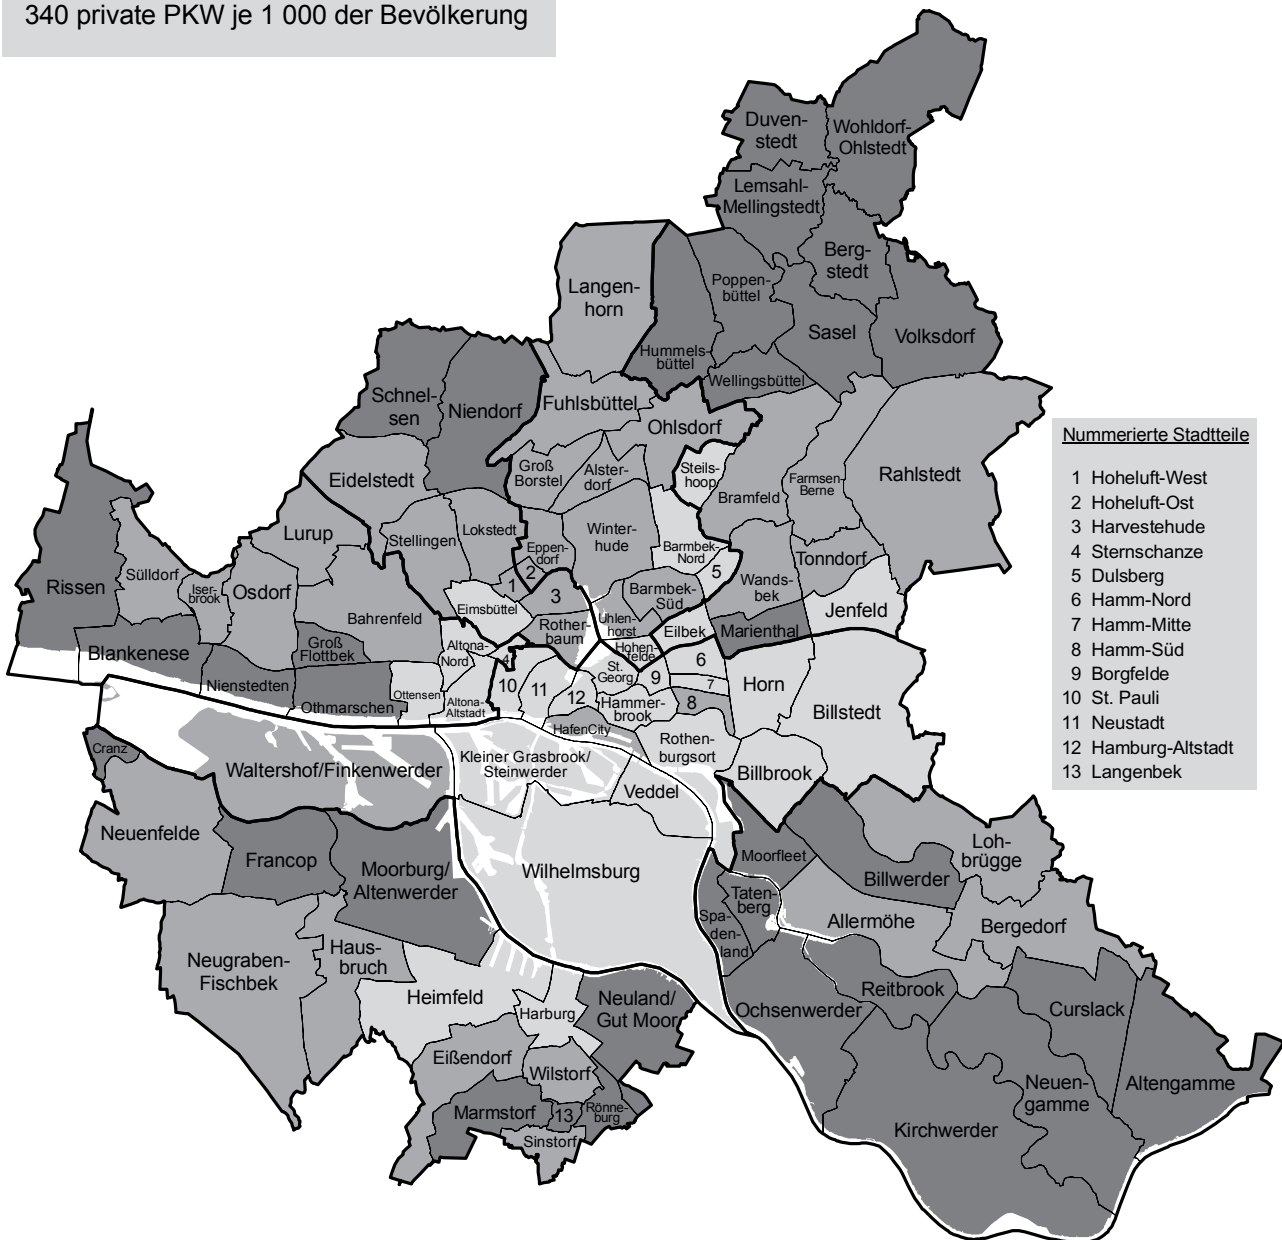 340 private PKW je 1 000 der Bevölkerung
Duven-
stedt
Wohldorf-
Ohlstedt
Lemsahl-
Mellingstedt
Berg-
stedt
Langen-
horn
Poppen-
büttel
Sasel
Volksdorf
Hummels-
büttel
Wellingsbüttel
Schnel-
sen
Niendorf
Fuhlsbüttel
Ohlsdorf
Groß
Borstel
Alster-
dorf
Steils-
hoop
Bramfeld
Farmsen-
Berne
Rahlstedt
Eidelstedt
Lurup
Stellingen
Lokstedt
Eppen-
dorf
Winter-
hude
Barmbek-
Nord
5
Tonndorf
Wands-
bek
Jenfeld
Rissen
Sülldorf
Iser-
brook
Osdorf
Bahrenfeld
Eimsbüttel
1
2
3
Barmbek-
Süd
Rother-
baum
Uhlen-
horst
Eilbek
Marienthal
Blankenese
Groß
Flottbek
Altona-
Nord
4
Hohen-
felde
6
Nienstedten
Othmarschen
Ottensen
Altona-
Altstadt
10
11
12
St.
Georg
9
7
8
Horn
Billstedt
Hammer-
brook
HafenCity
Rothen-
burgsort
Billbrook
Cranz
Waltershof/Finkenwerder
Kleiner Grasbrook/
Steinwerder
Veddel
Neuenfelde
Francop
Moorburg/
Altenwerder
Wilhelmsburg
Moorfleet
Billwerder
Loh-
brügge
Taten-
berg
Spa-
den-
land
Allermöhe
Bergedorf
Neugraben-
Fischbek
Haus-
bruch
Heimfeld
Harburg
Neuland/
Gut Moor
Ochsenwerder
Reitbrook
Curslack
Eißendorf
Wilstorf
Neuen-
gamme
Altengamme
Marmstorf
13
Rönne-
burg
Sinstorf
Kirchwerder
Nummerierte Stadtteile
1 Hoheluft-West
2 Hoheluft-Ost
3 Harvestehude
4 Sternschanze
5 Dulsberg
6 Hamm-Nord
7 Hamm-Mitte
8 Hamm-Süd
9 Borgfelde
10 St. Pauli
11 Neustadt
12 Hamburg-Altstadt
13 Langenbek